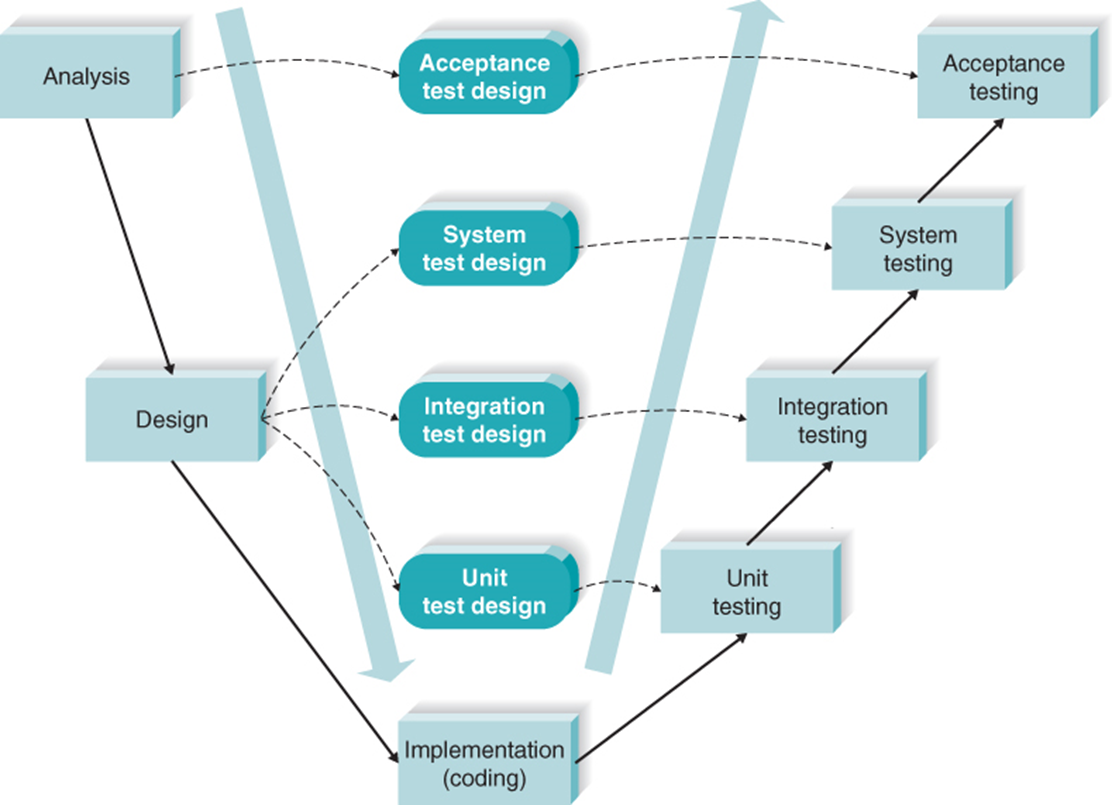 Analysis
Acceptance
test design
Acceptance
testing
System
test design
System
testing
Design
Integration
test design
Integration
testing
Unit
test design
Unit
testing
Implementation
(coding)